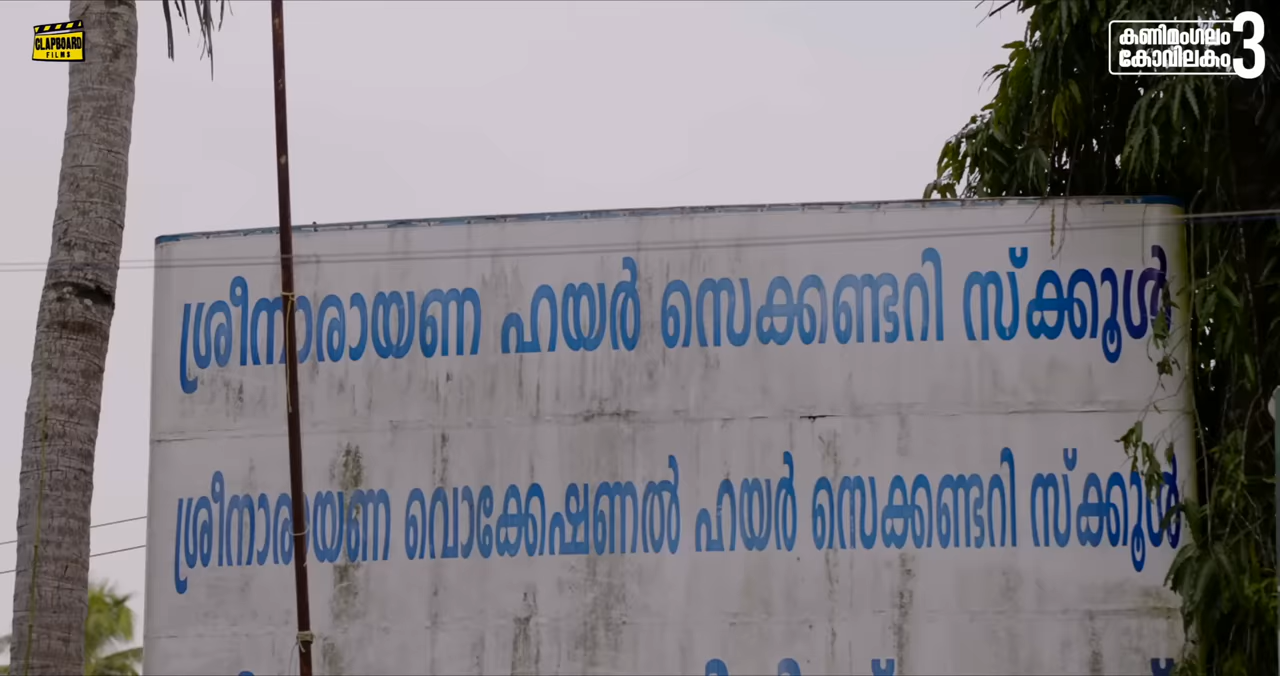 CLAPBOARD
FILMS
കണിമംഗലം
കോവിലകം 3
ശ്രീനാരായണ ഹയർ സെക്കണ്ടറി സ്ക്കൂൾ
ശ്രീനാരായണ വൊക്കേഷണൽ ഹയർ സെക്കണ്ടറി സ്ക്കൂൾ